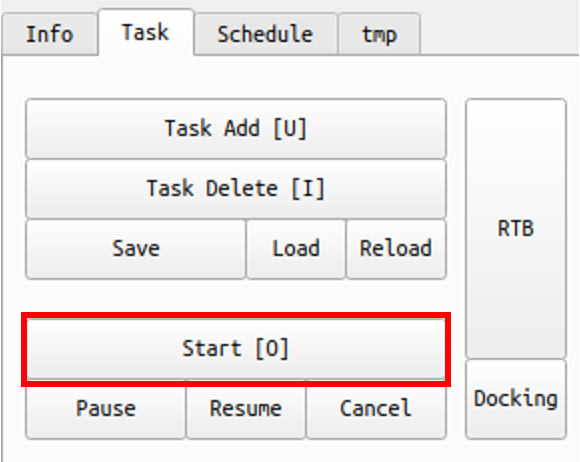 Info Task Schedule tmp
Task Add [U]
Task Delete [I]
Save Load Reload
RTB
Start [O]
Pause Resume Cancel
Docking